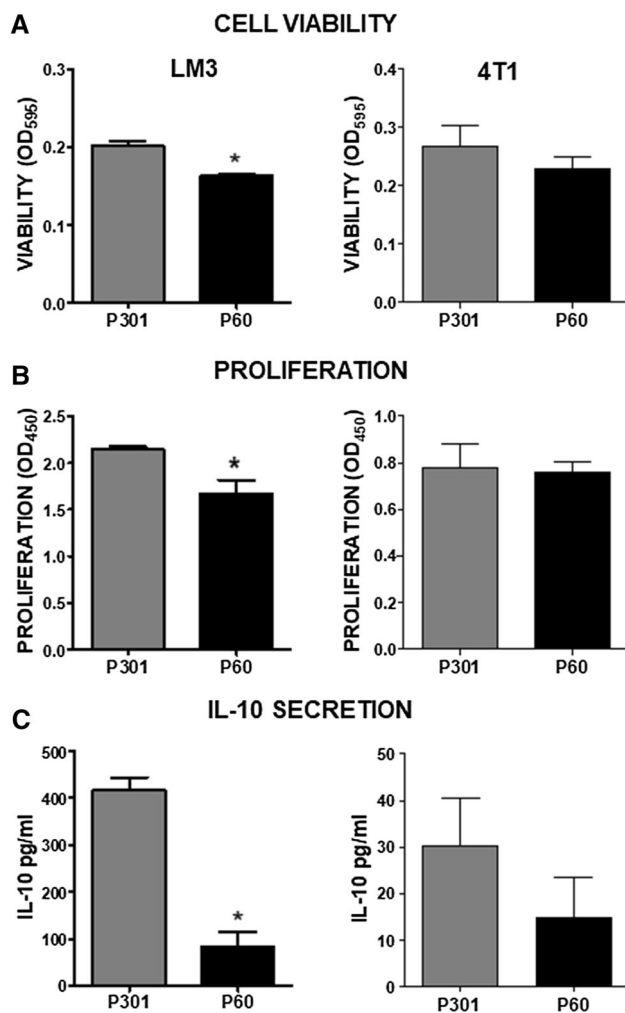 A
CELL VIABILITY
LM3
VIABILITY (OD595)
0.3
0.2
0.1
0.0
*
P301
P60
4T1
VIABILITY (OD595)
0.4
0.3
0.2
0.1
0.0
P301
P60
B
PROLIFERATION
PROLIFERATION (OD450)
2.5
2.0
1.5
1.0
0.5
0.0
*
P301
P60
PROLIFERATION (OD450)
1.0
0.8
0.6
0.4
0.2
0.0
P301
P60
C
IL-10 SECRETION
IL-10 pg/ml
500
400
300
200
100
0
*
P301
P60
IL-10 pg/ml
50
40
30
20
10
0
P301
P60